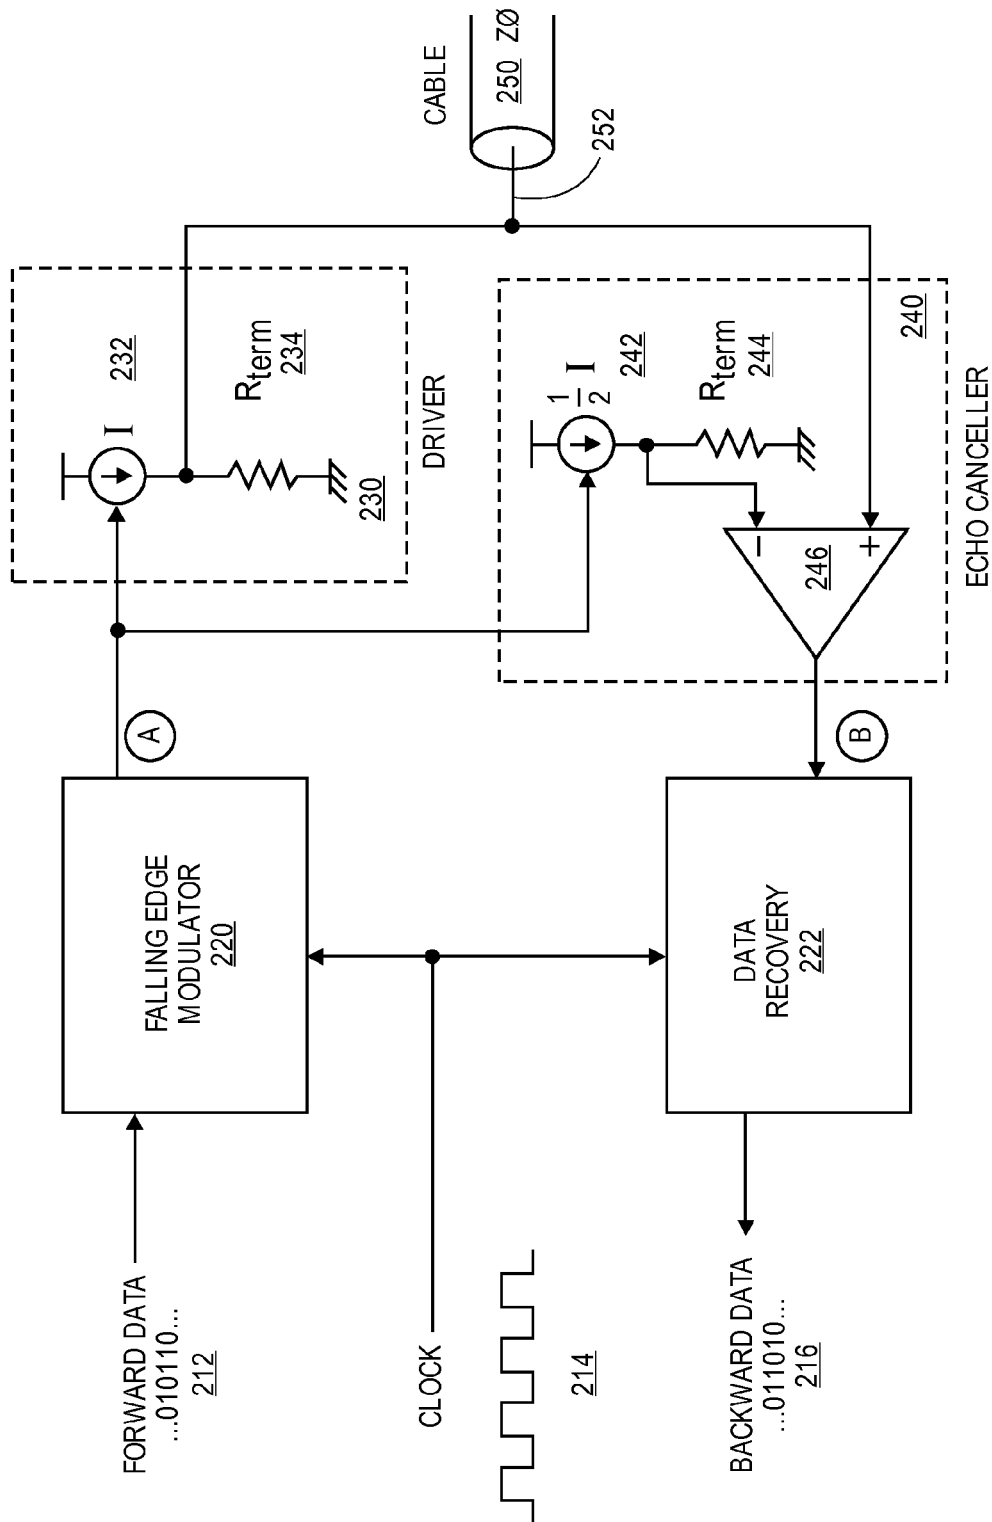 FORWARD DATA
...010110...
212
CLOCK
214
BACKWARD DATA
...011010...
216
FALLING EDGE
MODULATOR
220
DATA
RECOVERY
222
A
B
I
232
Rterm
234
230
DRIVER
1/2 I
242
Rterm
244
-
+
246
240
ECHO CANCELLER
CABLE
250 ZØ
252